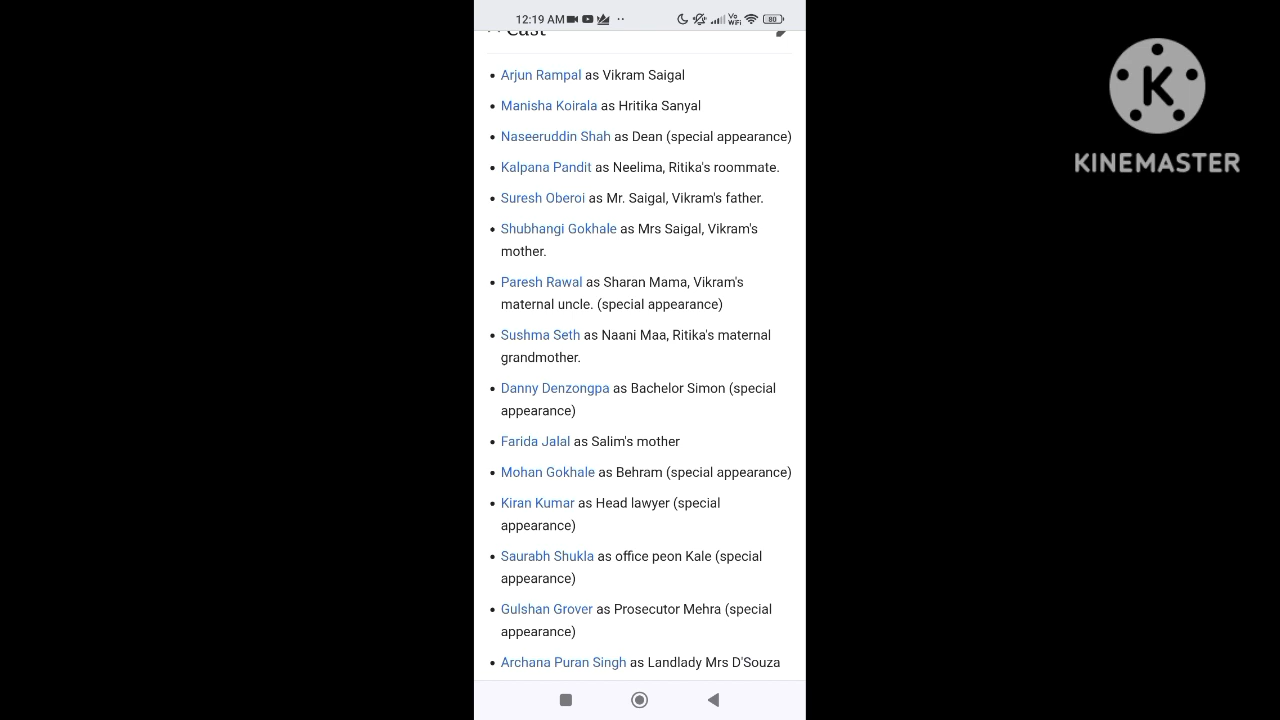 12:19 AM
Vo
WiFi
80
Cast
Arjun Rampal as Vikram Saigal
Manisha Koirala as Hritika Sanyal
Naseeruddin Shah as Dean (special appearance)
Kalpana Pandit as Neelima, Ritika's roommate.
Suresh Oberoi as Mr. Saigal, Vikram's father.
Shubhangi Gokhale as Mrs Saigal, Vikram's
mother.
Paresh Rawal as Sharan Mama, Vikram's
maternal uncle. (special appearance)
Sushma Seth as Naani Maa, Ritika's maternal
grandmother.
Danny Denzongpa as Bachelor Simon (special
appearance)
Farida Jalal as Salim's mother
Mohan Gokhale as Behram (special appearance)
Kiran Kumar as Head lawyer (special
appearance)
Saurabh Shukla as office peon Kale (special
appearance)
Gulshan Grover as Prosecutor Mehra (special
appearance)
Archana Puran Singh as Landlady Mrs D'Souza
K
KINEMASTER